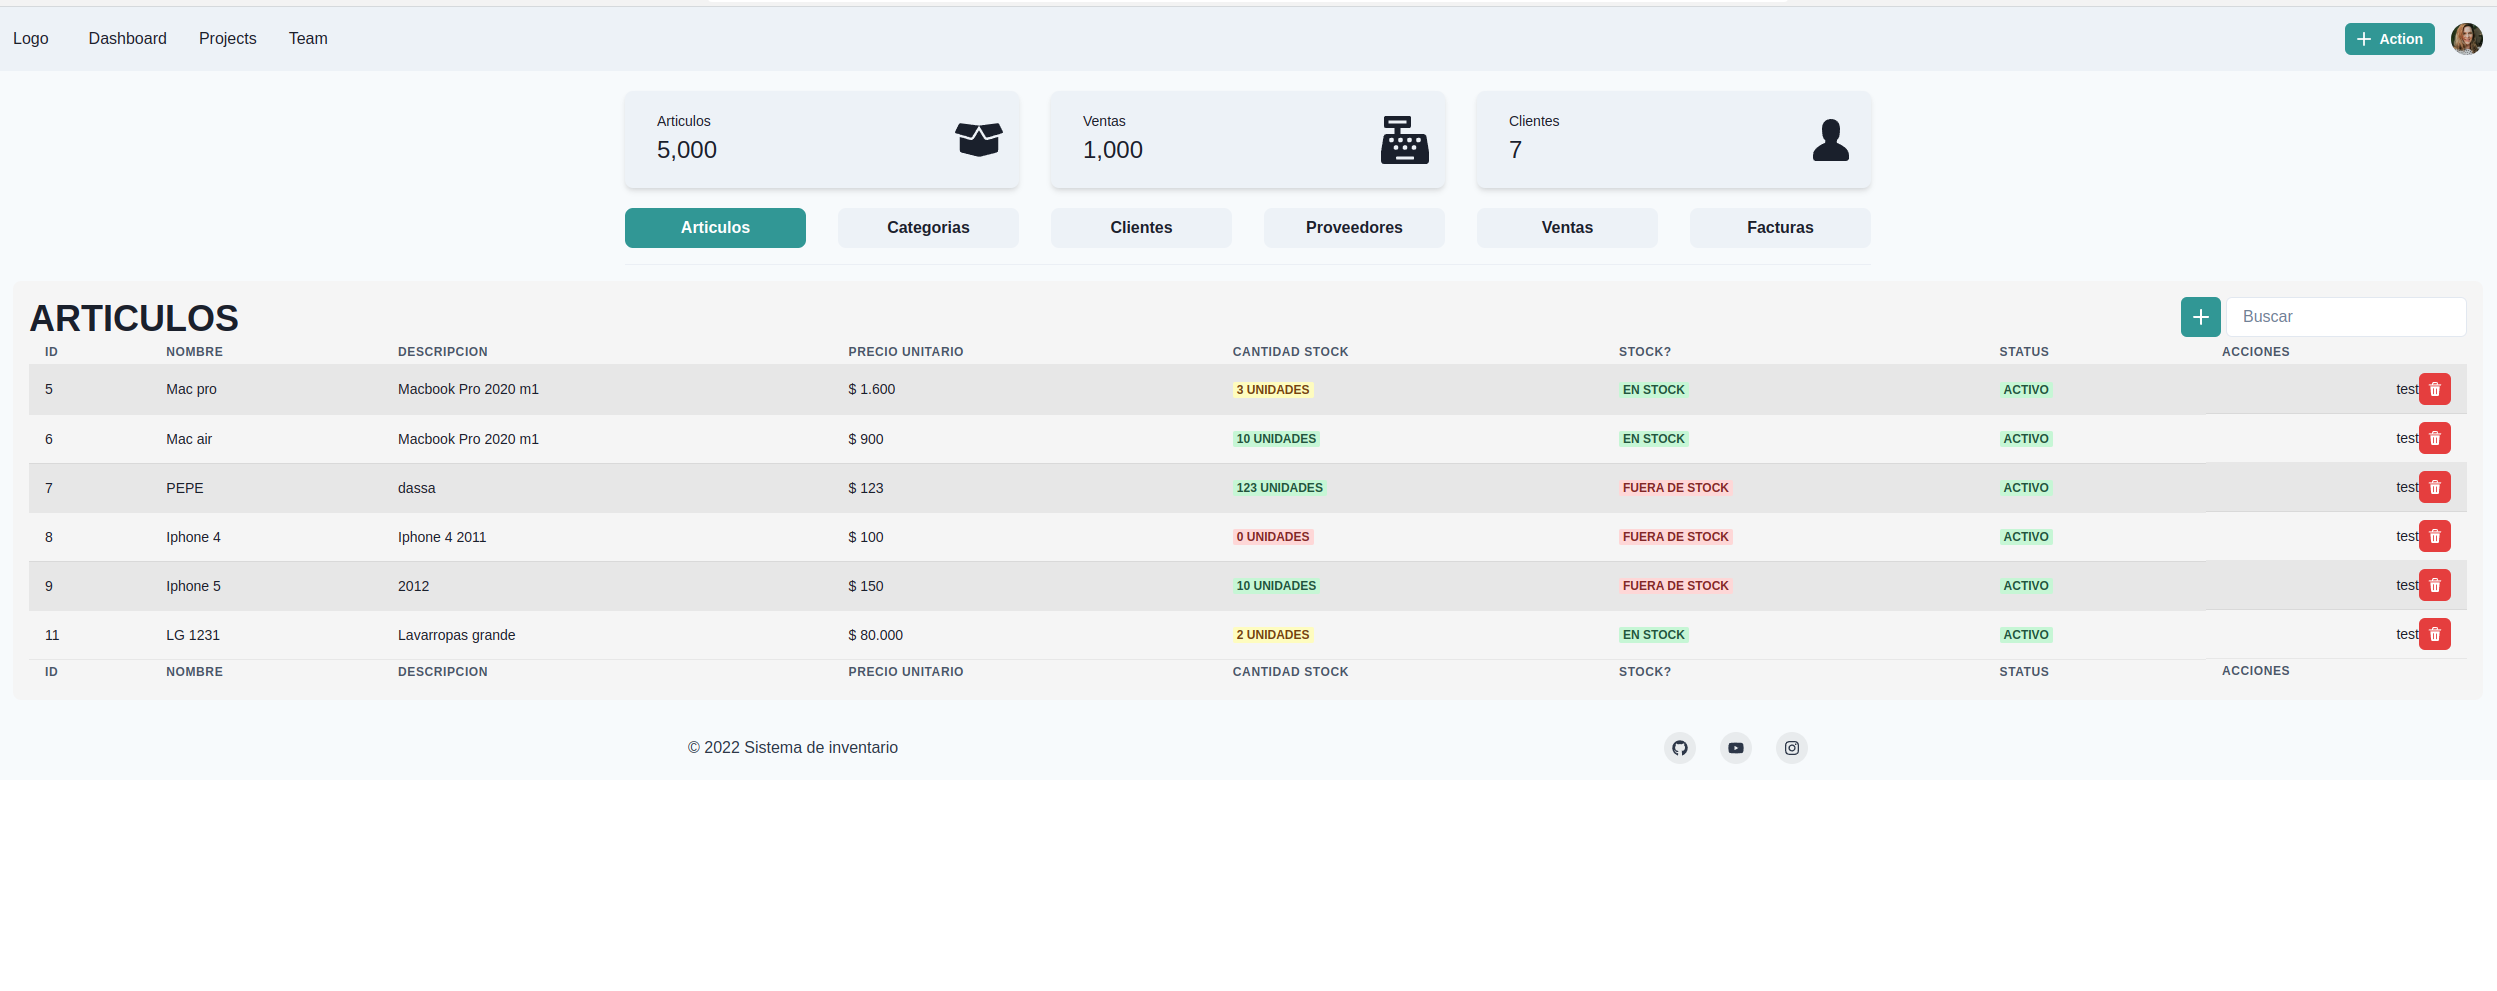 Logo Dashboard Projects Team Action
Articulos Ventas Clientes
5,000 1,000 7
Articulos Categorias Clientes Proveedores Ventas Facturas
ARTICULOS Buscar
ID NOMBRE DESCRIPCION PRECIO UNITARIO CANTIDAD STOCK STOCK? STATUS ACCIONES
5 Mac pro Macbook Pro 2020 m1 $ 1.600 3 UNIDADES EN STOCK ACTIVO test
6 Mac air Macbook Pro 2020 m1 $ 900 10 UNIDADES EN STOCK ACTIVO test
7 PEPE dassa $ 123 123 UNIDADES FUERA DE STOCK ACTIVO test
8 Iphone 4 Iphone 4 2011 $ 100 0 UNIDADES FUERA DE STOCK ACTIVO test
9 Iphone 5 2012 $ 150 10 UNIDADES FUERA DE STOCK ACTIVO test
11 LG 1231 Lavarropas grande $ 80.000 2 UNIDADES EN STOCK ACTIVO test
ID NOMBRE DESCRIPCION PRECIO UNITARIO CANTIDAD STOCK STOCK? STATUS ACCIONES
© 2022 Sistema de inventario